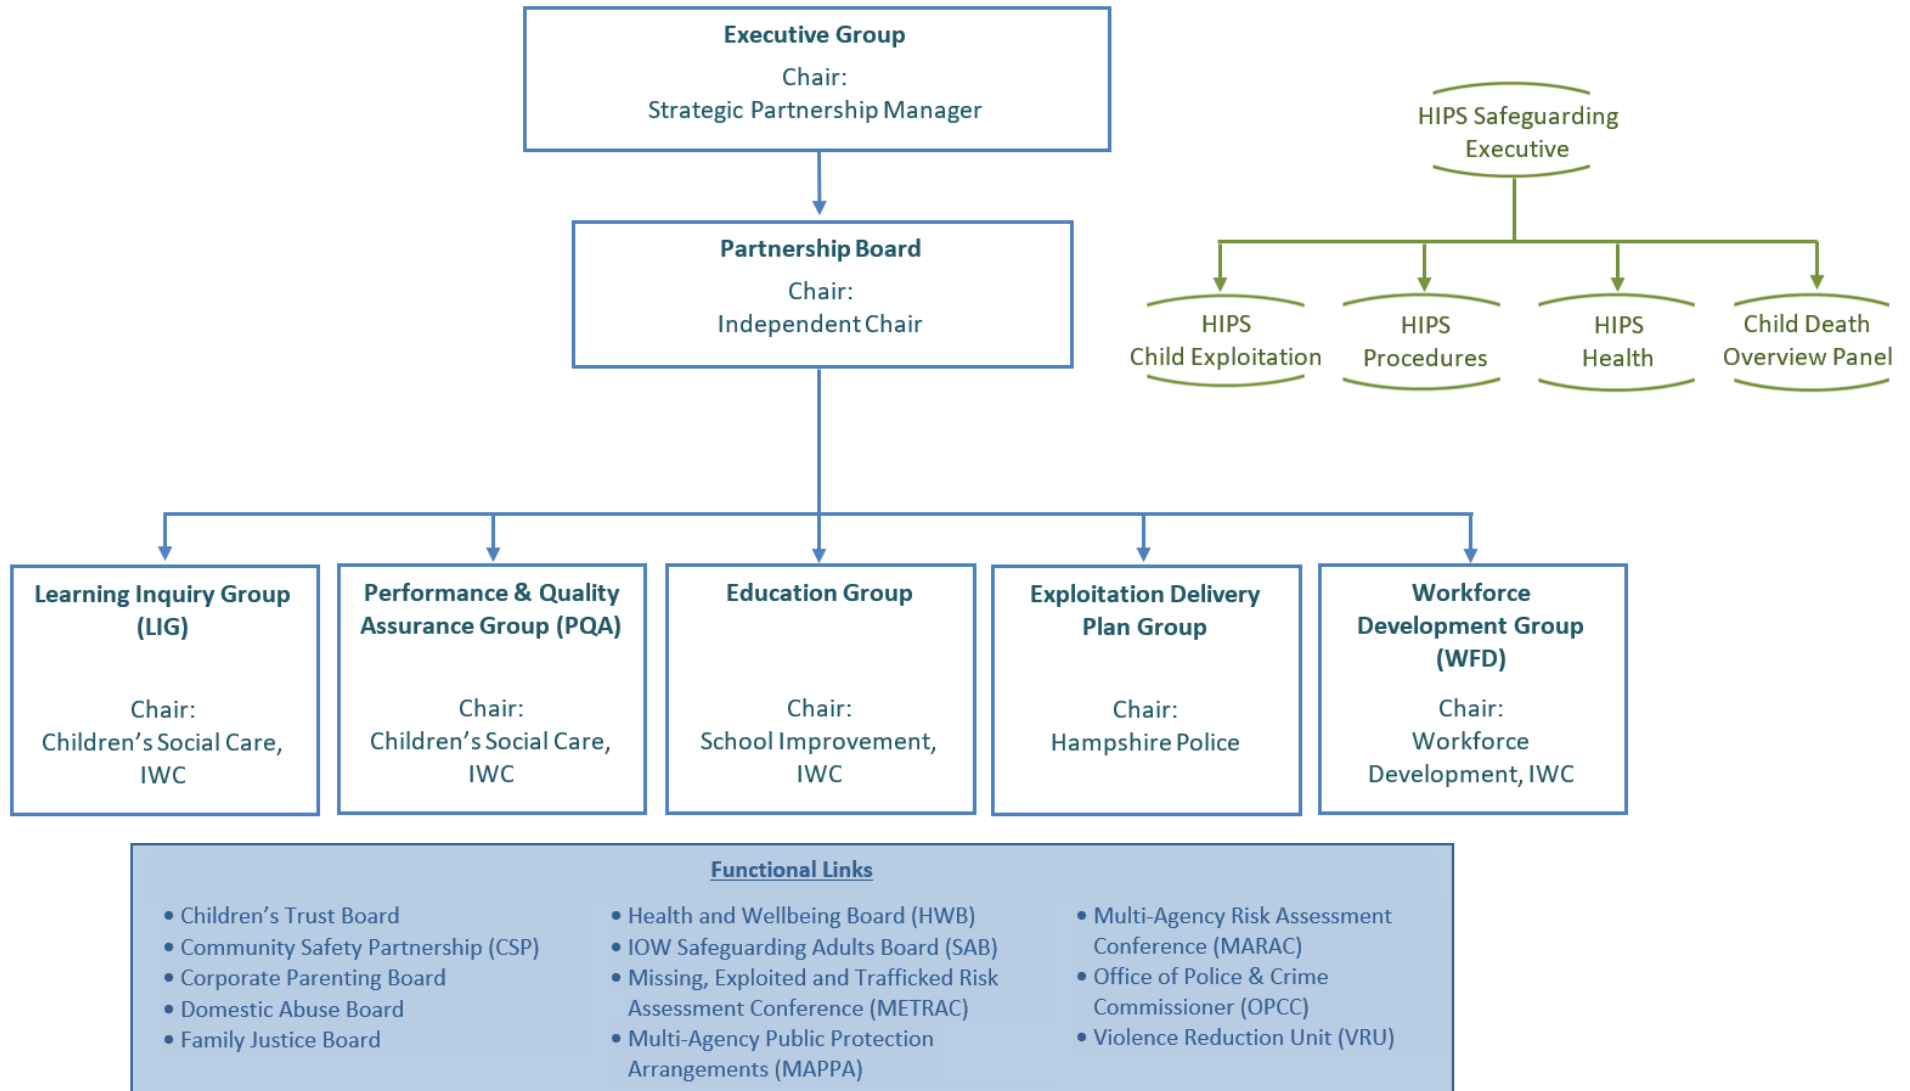 Executive Group
Chair:
Strategic Partnership Manager
HIPS Safeguarding
Executive
Partnership Board
Chair:
Independent Chair
HIPS
Child Exploitation
HIPS
Procedures
HIPS
Health
Child Death
Overview Panel
Learning Inquiry Group
(LIG)
Chair:
Children’s Social Care,
IWC
Performance & Quality
Assurance Group (PQA)
Chair:
Children’s Social Care,
IWC
Education Group
Chair:
School Improvement,
IWC
Exploitation Delivery
Plan Group
Chair:
Hampshire Police
Workforce
Development Group
(WFD)
Chair:
Workforce
Development, IWC
Functional Links
• Children’s Trust Board
• Community Safety Partnership (CSP)
• Corporate Parenting Board
• Domestic Abuse Board
• Family Justice Board
• Health and Wellbeing Board (HWB)
• IOW Safeguarding Adults Board (SAB)
• Missing, Exploited and Trafficked Risk
Assessment Conference (METRAC)
• Multi-Agency Public Protection
Arrangements (MAPPA)
• Multi-Agency Risk Assessment
Conference (MARAC)
• Office of Police & Crime
Commissioner (OPCC)
• Violence Reduction Unit (VRU)